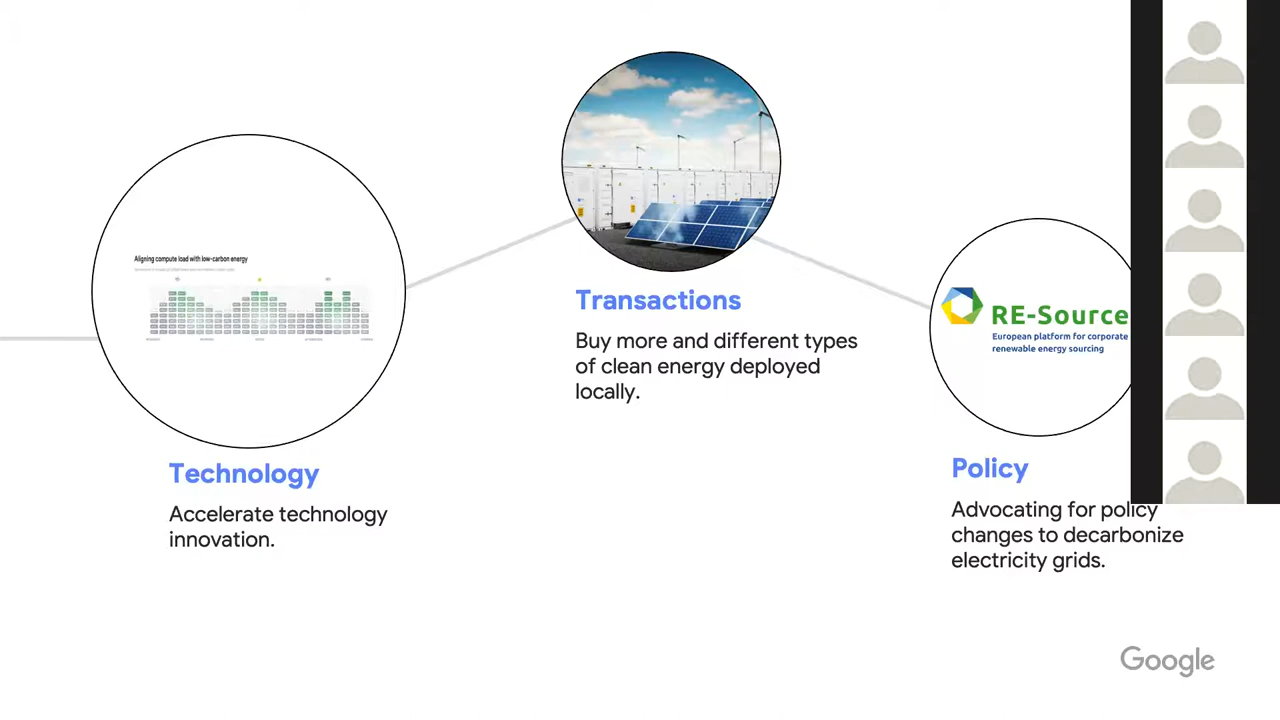 Aligning compute load with low-carbon energy
Technology
Accelerate technology
innovation.
Transactions
Buy more and different types
of clean energy deployed
locally.
RE-Source
European platform for corporate
renewable energy sourcing
Policy
Advocating for policy
changes to decarbonize
electricity grids.
Google